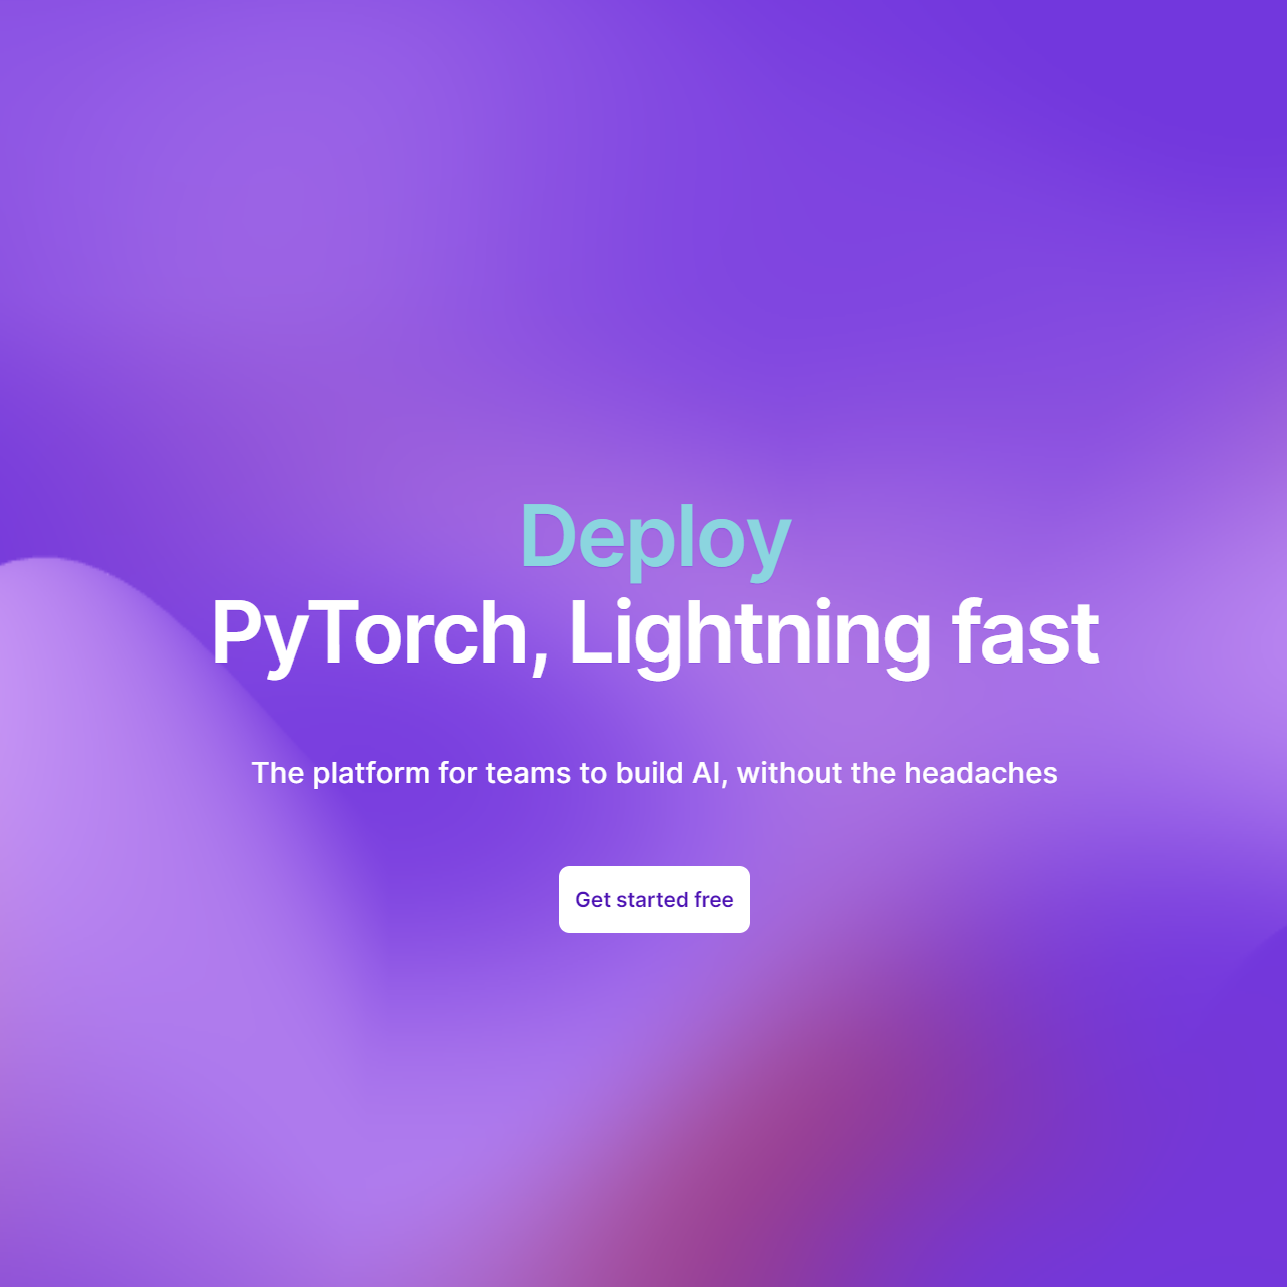 Deploy
PyTorch, Lightning fast
The platform for teams to build AI, without the headaches
Get started free